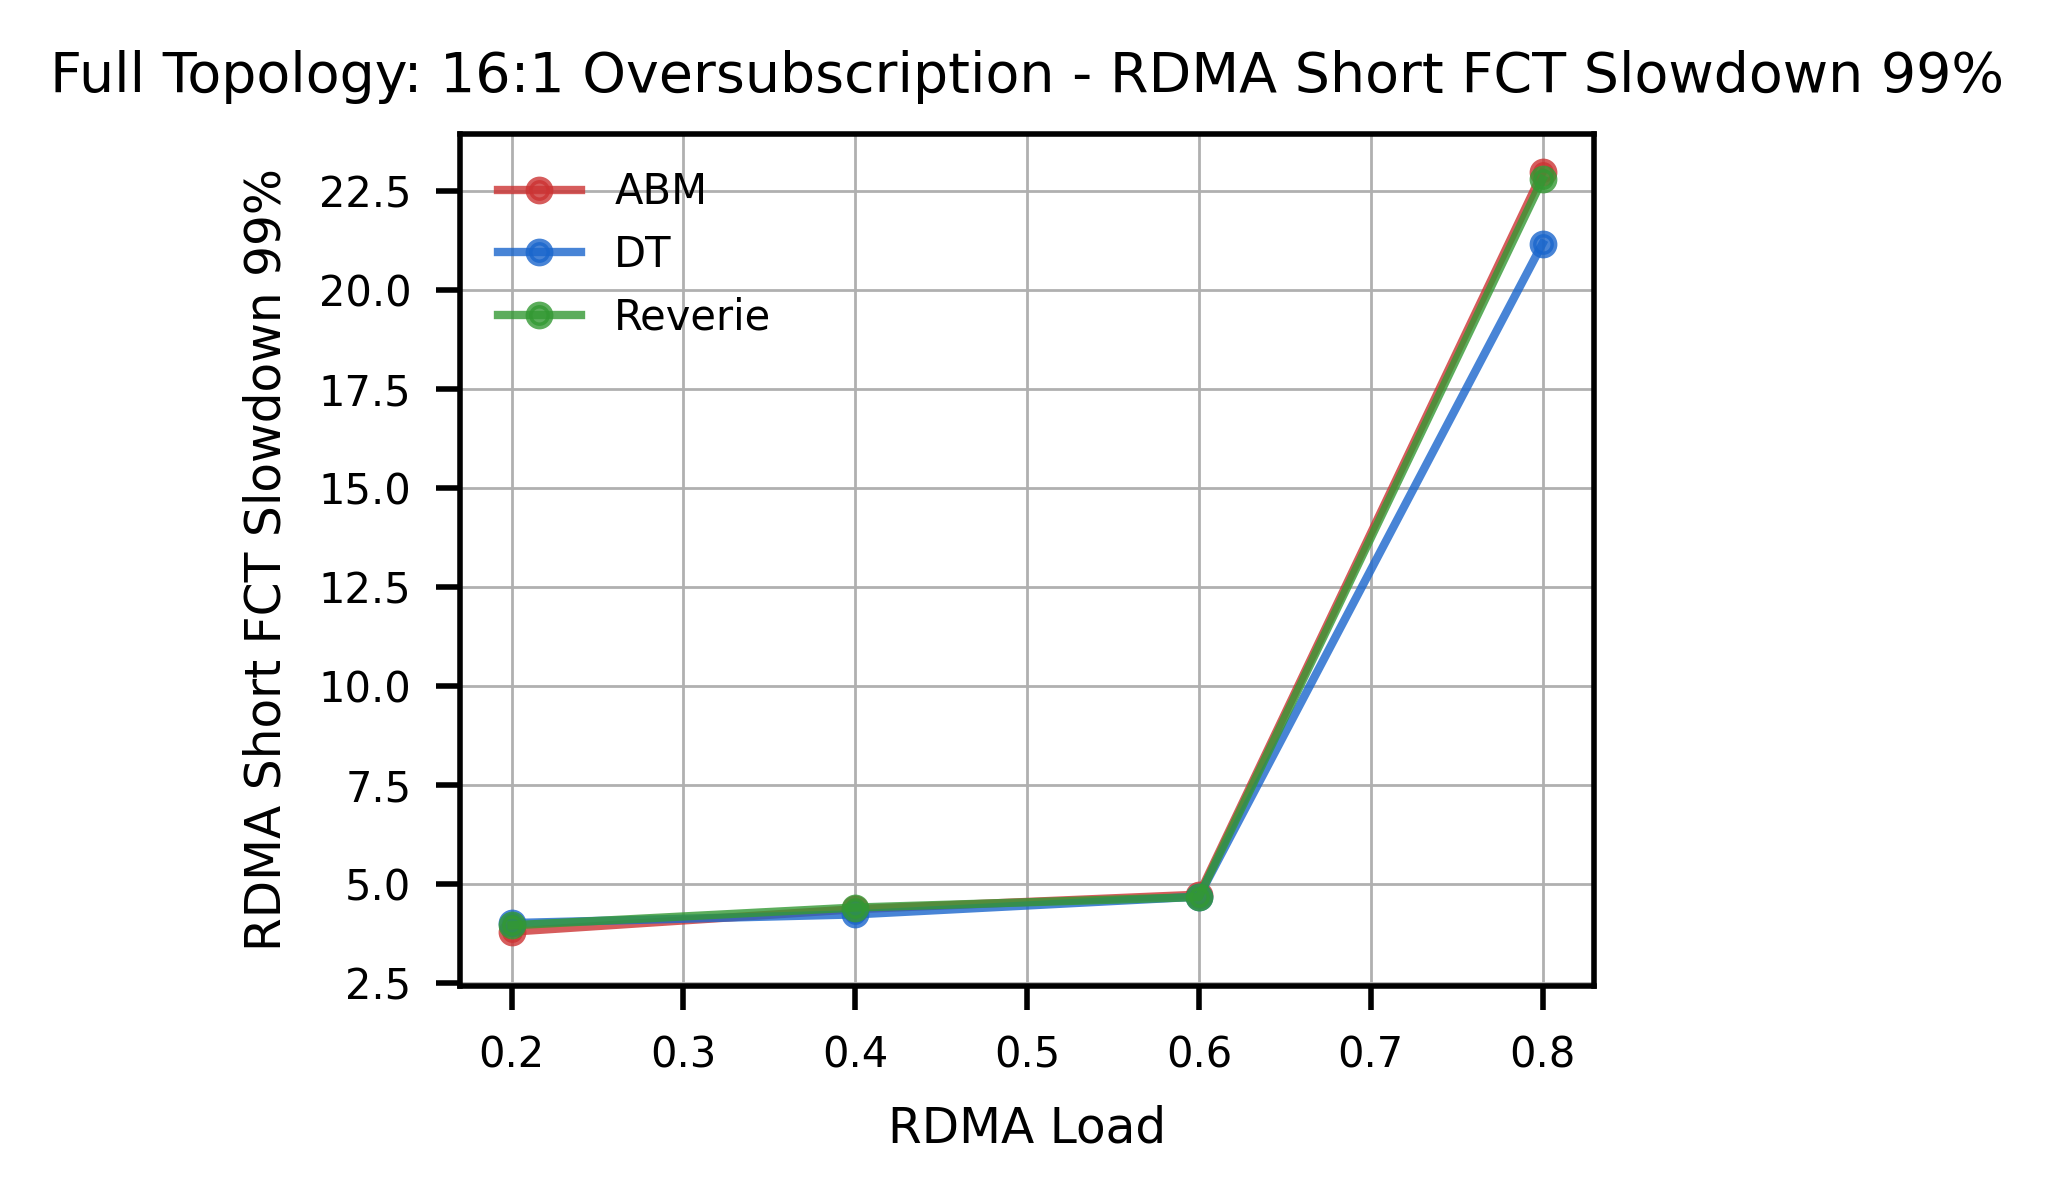 Full Topology: 16:1 Oversubscription - RDMA Short FCT Slowdown 99%
RDMA Short FCT Slowdown 99%
22.5
20.0
17.5
15.0
12.5
10.0
7.5
5.0
2.5
ABM
DT
Reverie
0.2 0.3 0.4 0.5 0.6 0.7 0.8
RDMA Load